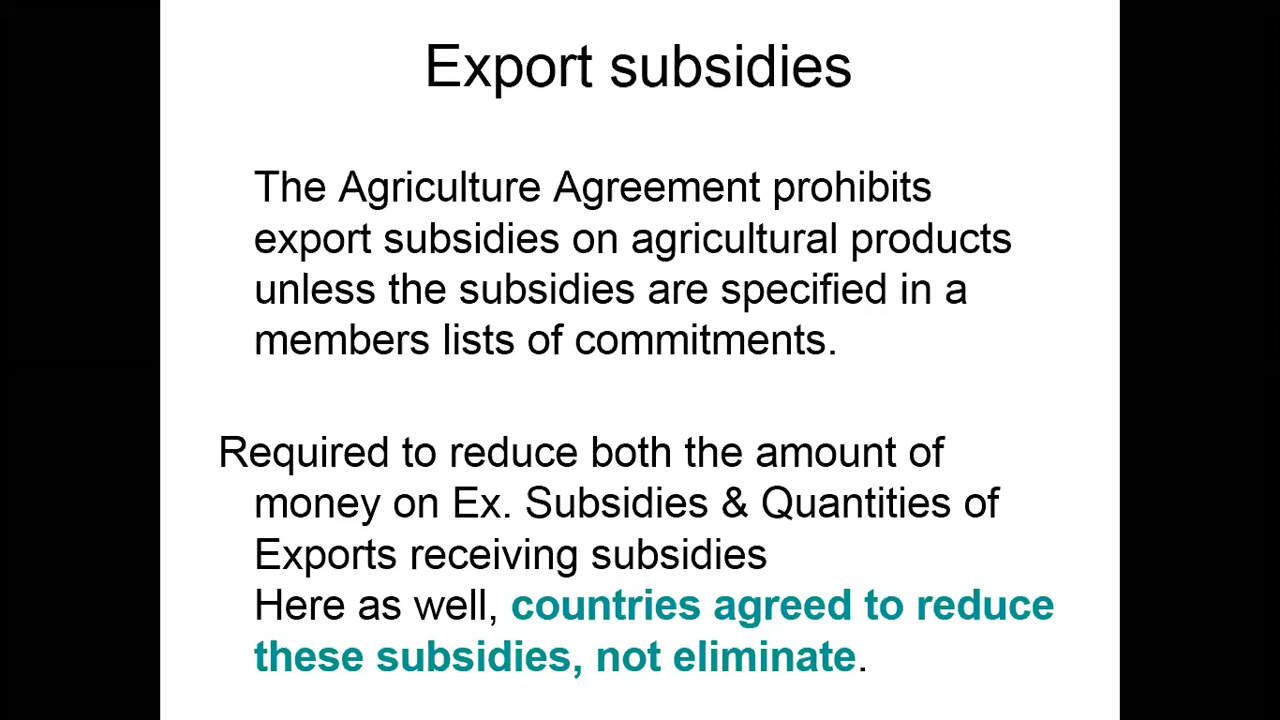 Export subsidies
The Agriculture Agreement prohibits
export subsidies on agricultural products
unless the subsidies are specified in a
members lists of commitments.
Required to reduce both the amount of
money on Ex. Subsidies & Quantities of
Exports receiving subsidies
Here as well, countries agreed to reduce
these subsidies, not eliminate.